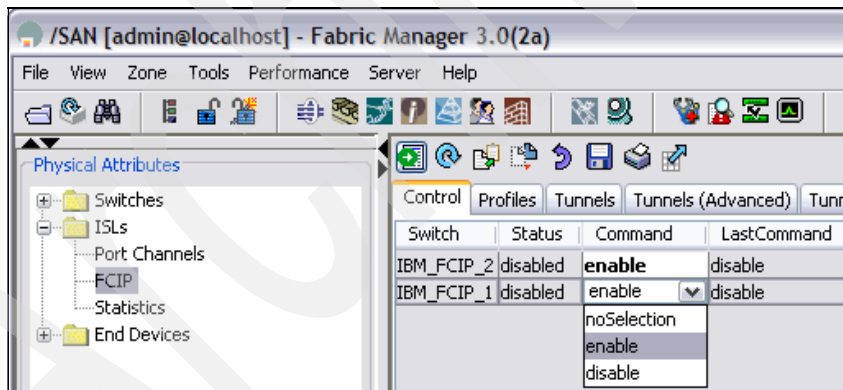 /SAN [admin@localhost] - Fabric Manager 3.0(2a)
File View Zone Tools Performance Server Help
Physical Attributes
Switches
ISLs
Port Channels
FCIP
Statistics
End Devices
Control Profiles Tunnels Tunnels (Advanced) Tunn
Switch Status Command LastCommand
IBM_FCIP_2 disabled enable disable
IBM_FCIP_1 disabled enable disable
noSelection
enable
disable